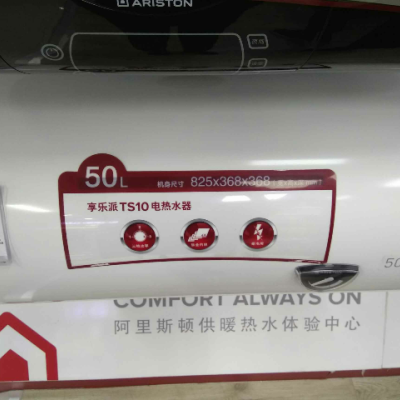 ARISTON
50L 机身尺寸 825x368x368
享乐派TS10电热水器
50
COMFORT ALWAYS ON
阿里斯顿供暖热水体验中心